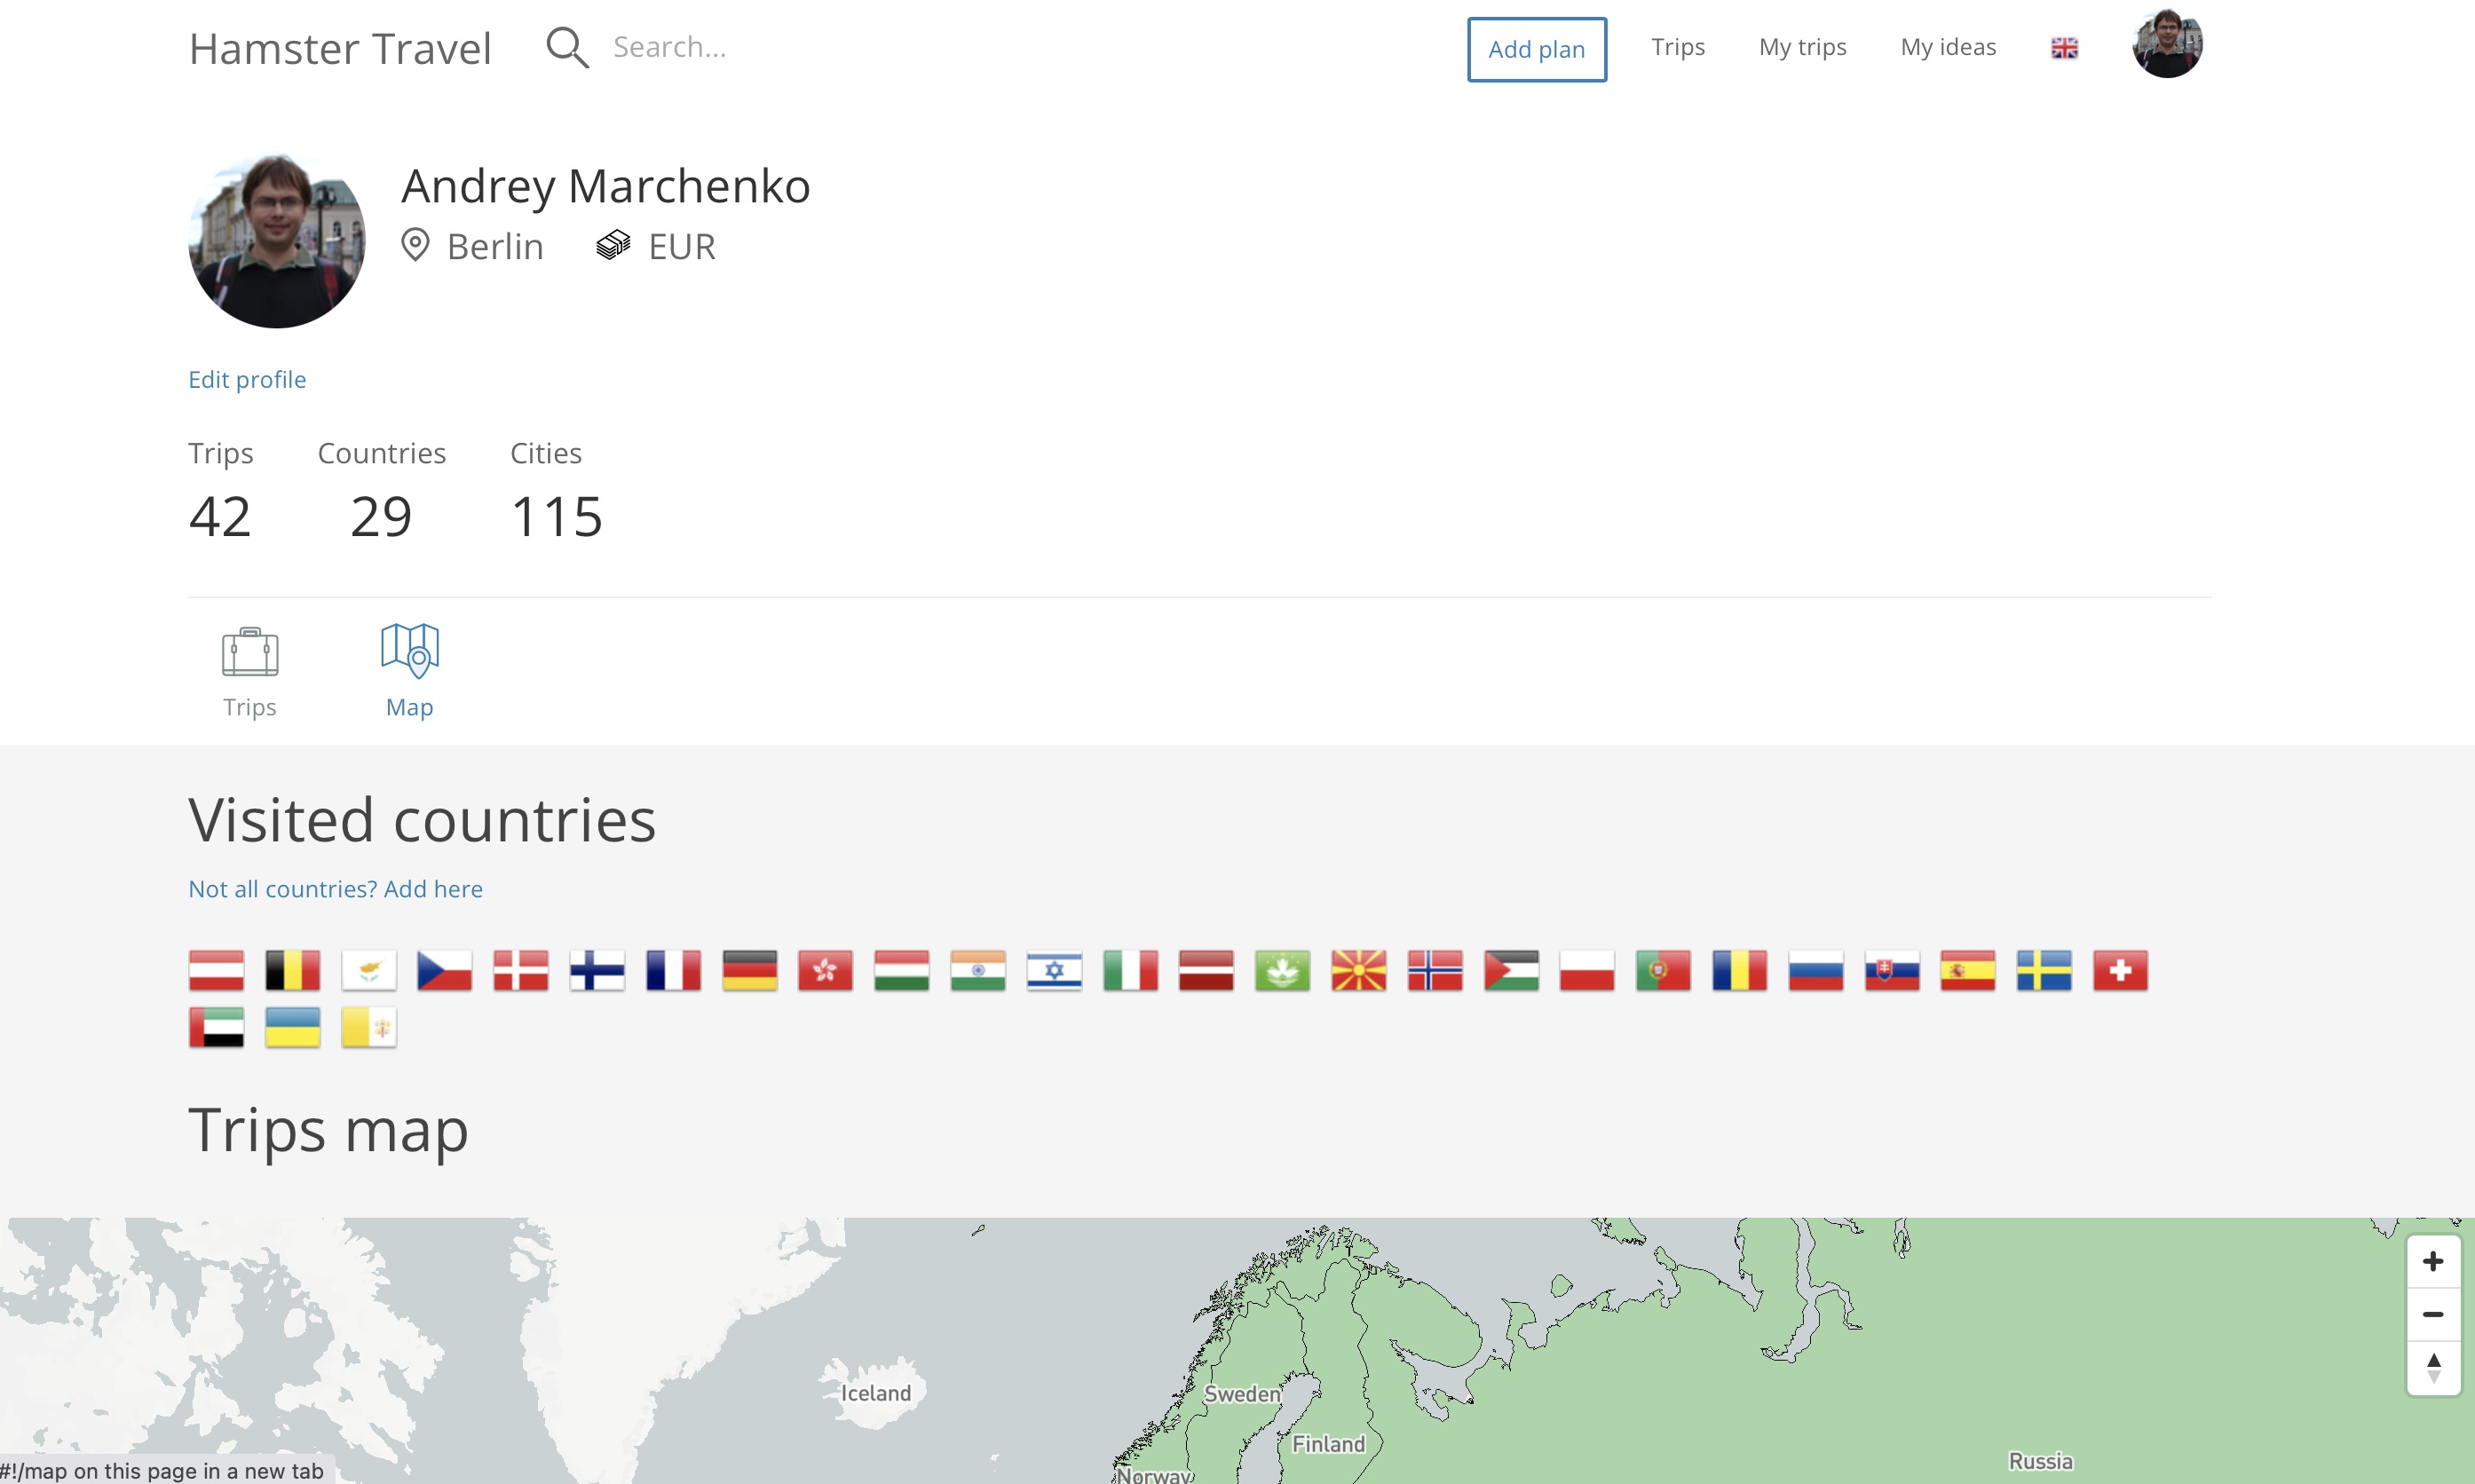 Hamster Travel
Search...
Add plan
Trips
My trips
My ideas
Andrey Marchenko
Berlin
EUR
Edit profile
Trips
Countries
Cities
42
29
115
Trips
Map
Visited countries
Not all countries? Add here
Trips map
Iceland
Sweden
Finland
Norway
Russia
#!/map on this page in a new tab